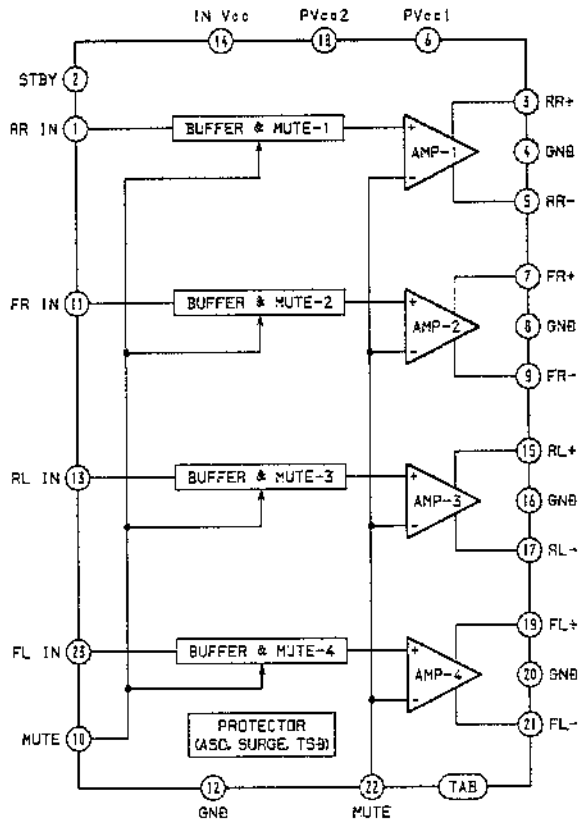 IN Vcc PVcc2 PVcc1
14 18 6
STBY 2
RR IN 1 BUFFER & MUTE-1 + AMP-1 - 3 RR+
4 GND
5 RR-
FR IN 11 BUFFER & MUTE-2 + AMP-2 - 7 FR+
8 GND
9 FR-
RL IN 13 BUFFER & MUTE-3 + AMP-3 - 15 RL+
16 GND
17 RL-
FL IN 23 BUFFER & MUTE-4 + AMP-4 - 19 FL+
20 GND
21 FL-
MUTE 10
PROTECTOR
(ASO, SURGE, TSD)
12 22 TAB
GND MUTE